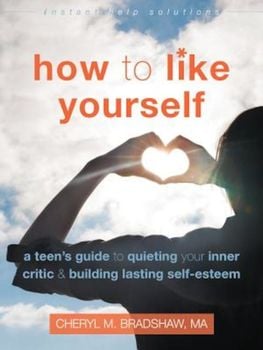 instant help solutions
how to l*ke
yourself
a teen's guide to quieting your inner
critic & building lasting self-esteem
CHERYL M. BRADSHAW, MA